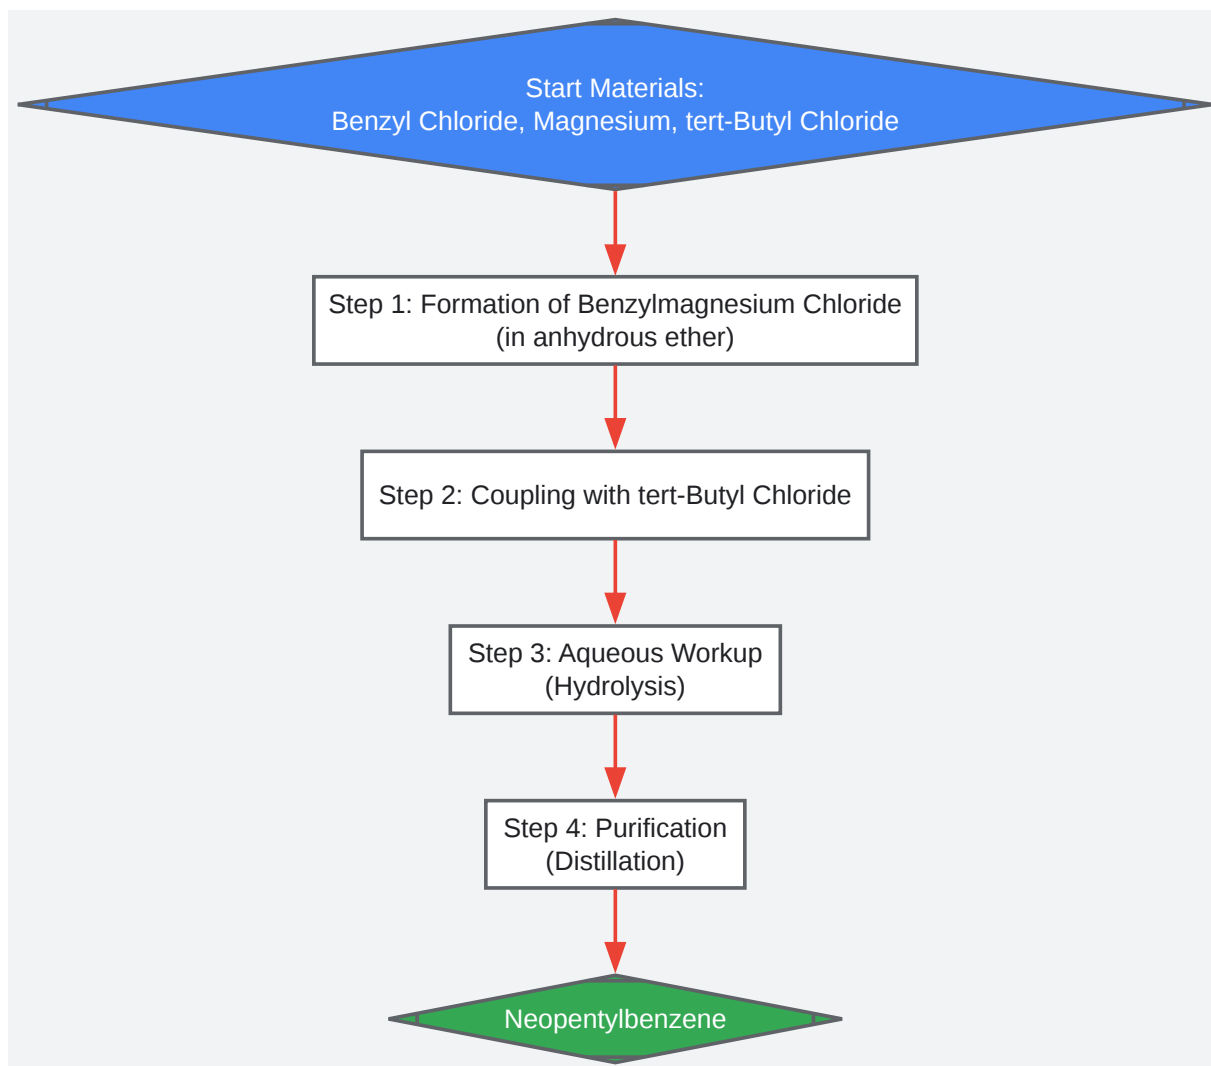 Start Materials:
Benzyl Chloride, Magnesium, tert-Butyl Chloride
Step 1: Formation of Benzylmagnesium Chloride
(in anhydrous ether)
Step 2: Coupling with tert-Butyl Chloride
Step 3: Aqueous Workup
(Hydrolysis)
Step 4: Purification
(Distillation)
Neopentylbenzene